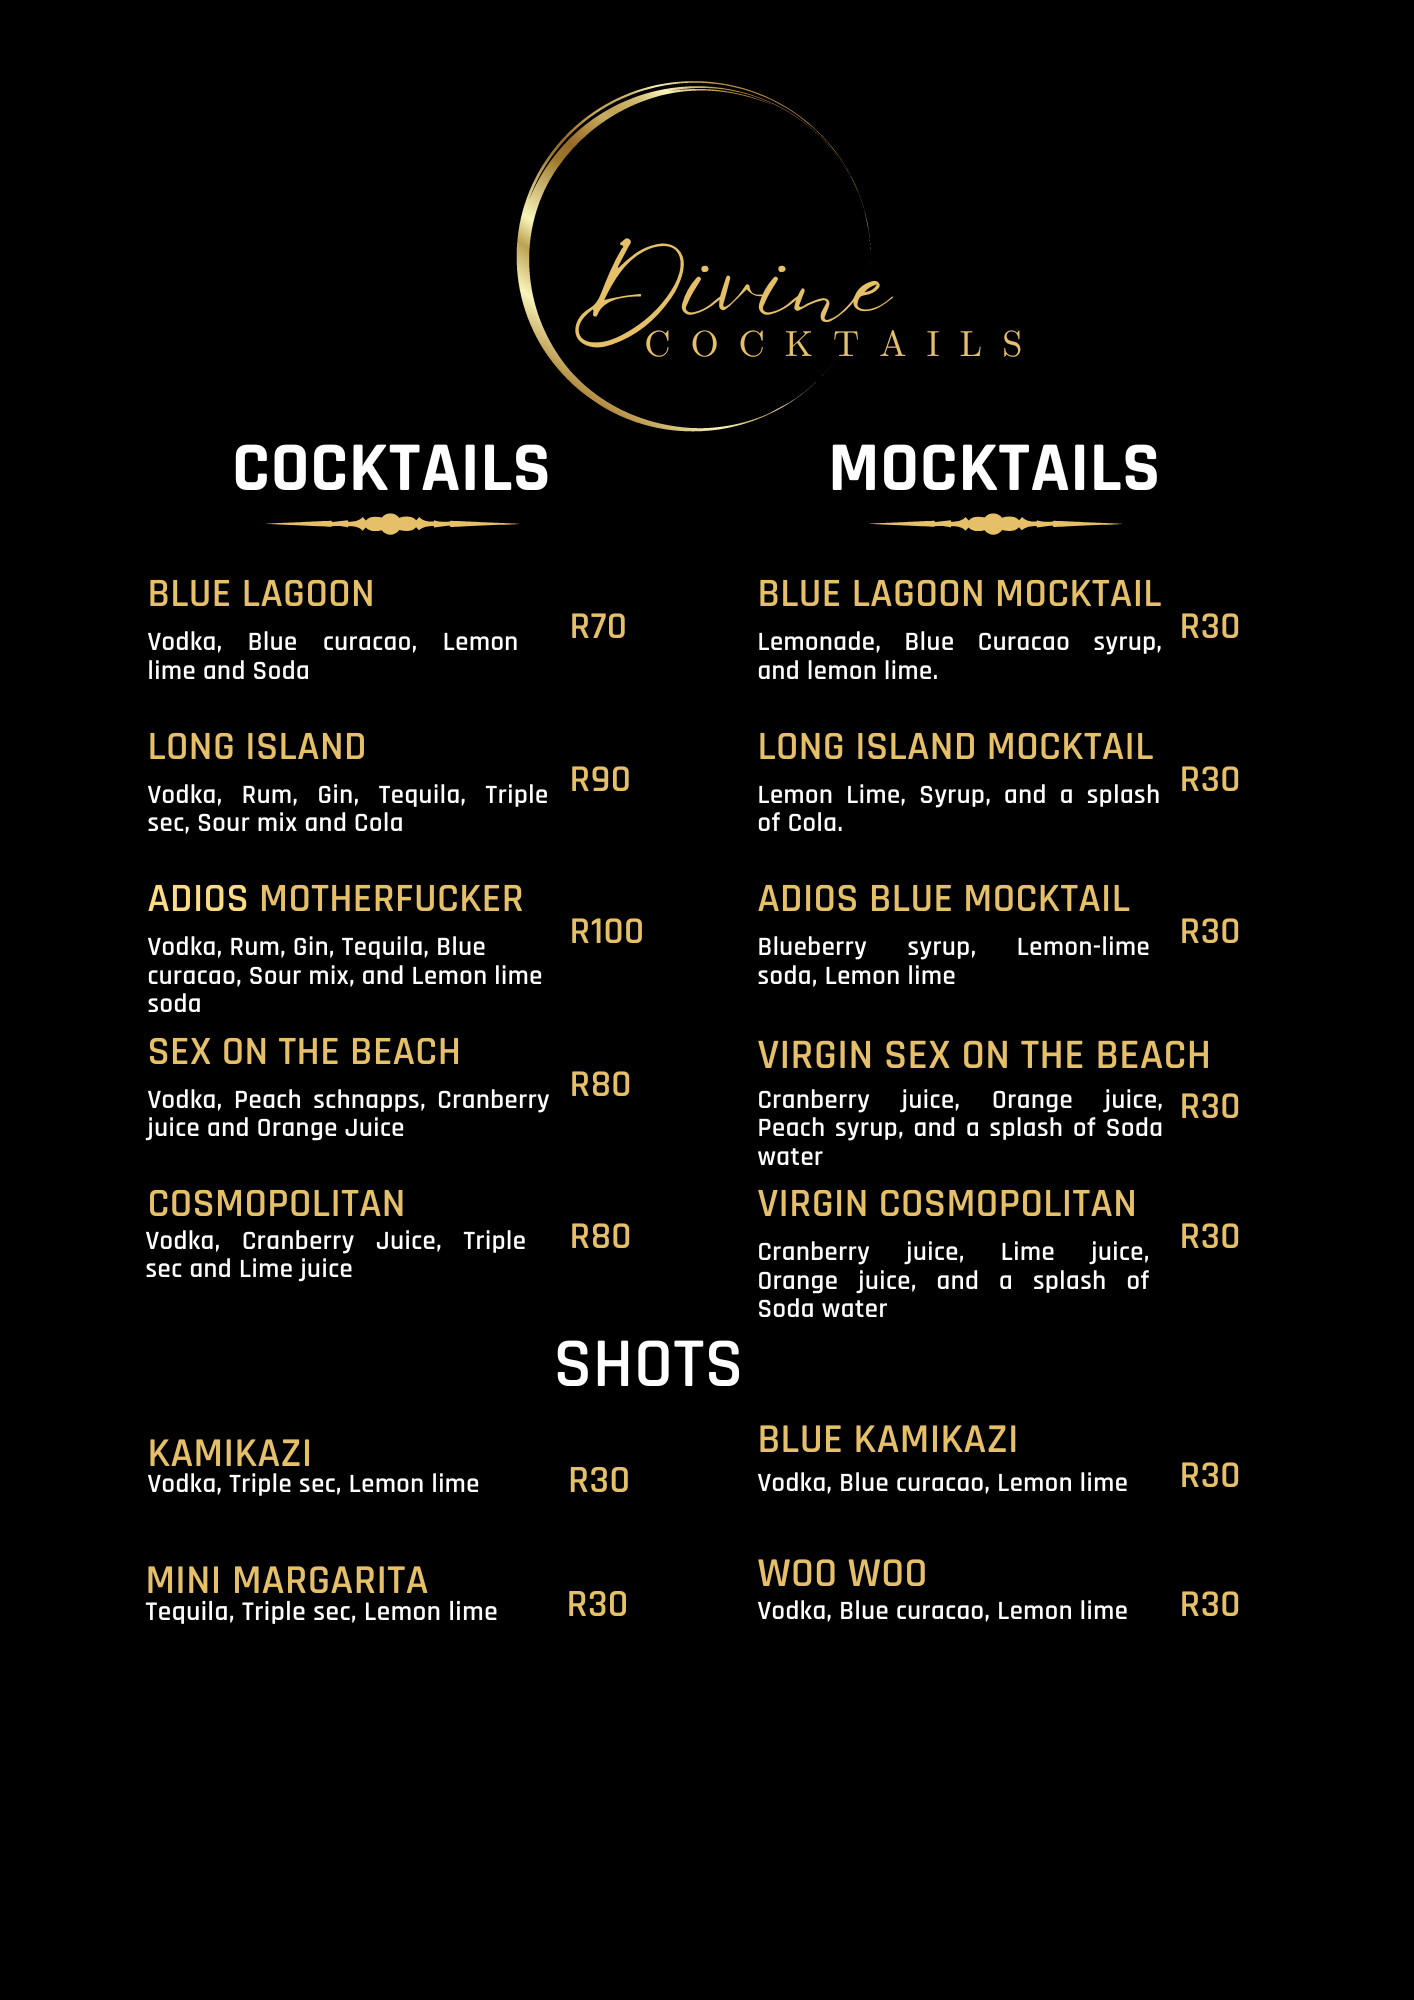 Divine
COCKTAILS
COCKTAILS
BLUE LAGOON
R70
Vodka, Blue curacao, Lemon
lime and Soda
LONG ISLAND
R90
Vodka, Rum, Gin, Tequila, Triple
sec, Sour mix and Cola
ADIOS MOTHERFUCKER
R100
Vodka, Rum, Gin, Tequila, Blue
curacao, Sour mix, and Lemon lime
soda
SEX ON THE BEACH
R80
Vodka, Peach schnapps, Cranberry
juice and Orange Juice
COSMOPOLITAN
R80
Vodka, Cranberry Juice, Triple
sec and Lime juice
MOCKTAILS
BLUE LAGOON MOCKTAIL
R30
Lemonade, Blue Curacao syrup,
and lemon lime.
LONG ISLAND MOCKTAIL
R30
Lemon Lime, Syrup, and a splash
of Cola.
ADIOS BLUE MOCKTAIL
R30
Blueberry syrup, Lemon-lime
soda, Lemon lime
VIRGIN SEX ON THE BEACH
R30
Cranberry juice, Orange juice,
Peach syrup, and a splash of Soda
water
VIRGIN COSMOPOLITAN
R30
Cranberry juice, Lime juice,
Orange juice, and a splash of
Soda water
SHOTS
KAMIKAZI
Vodka, Triple sec, Lemon lime
R30
MINI MARGARITA
Tequila, Triple sec, Lemon lime
R30
BLUE KAMIKAZI
Vodka, Blue curacao, Lemon lime
R30
WOO WOO
Vodka, Blue curacao, Lemon lime
R30